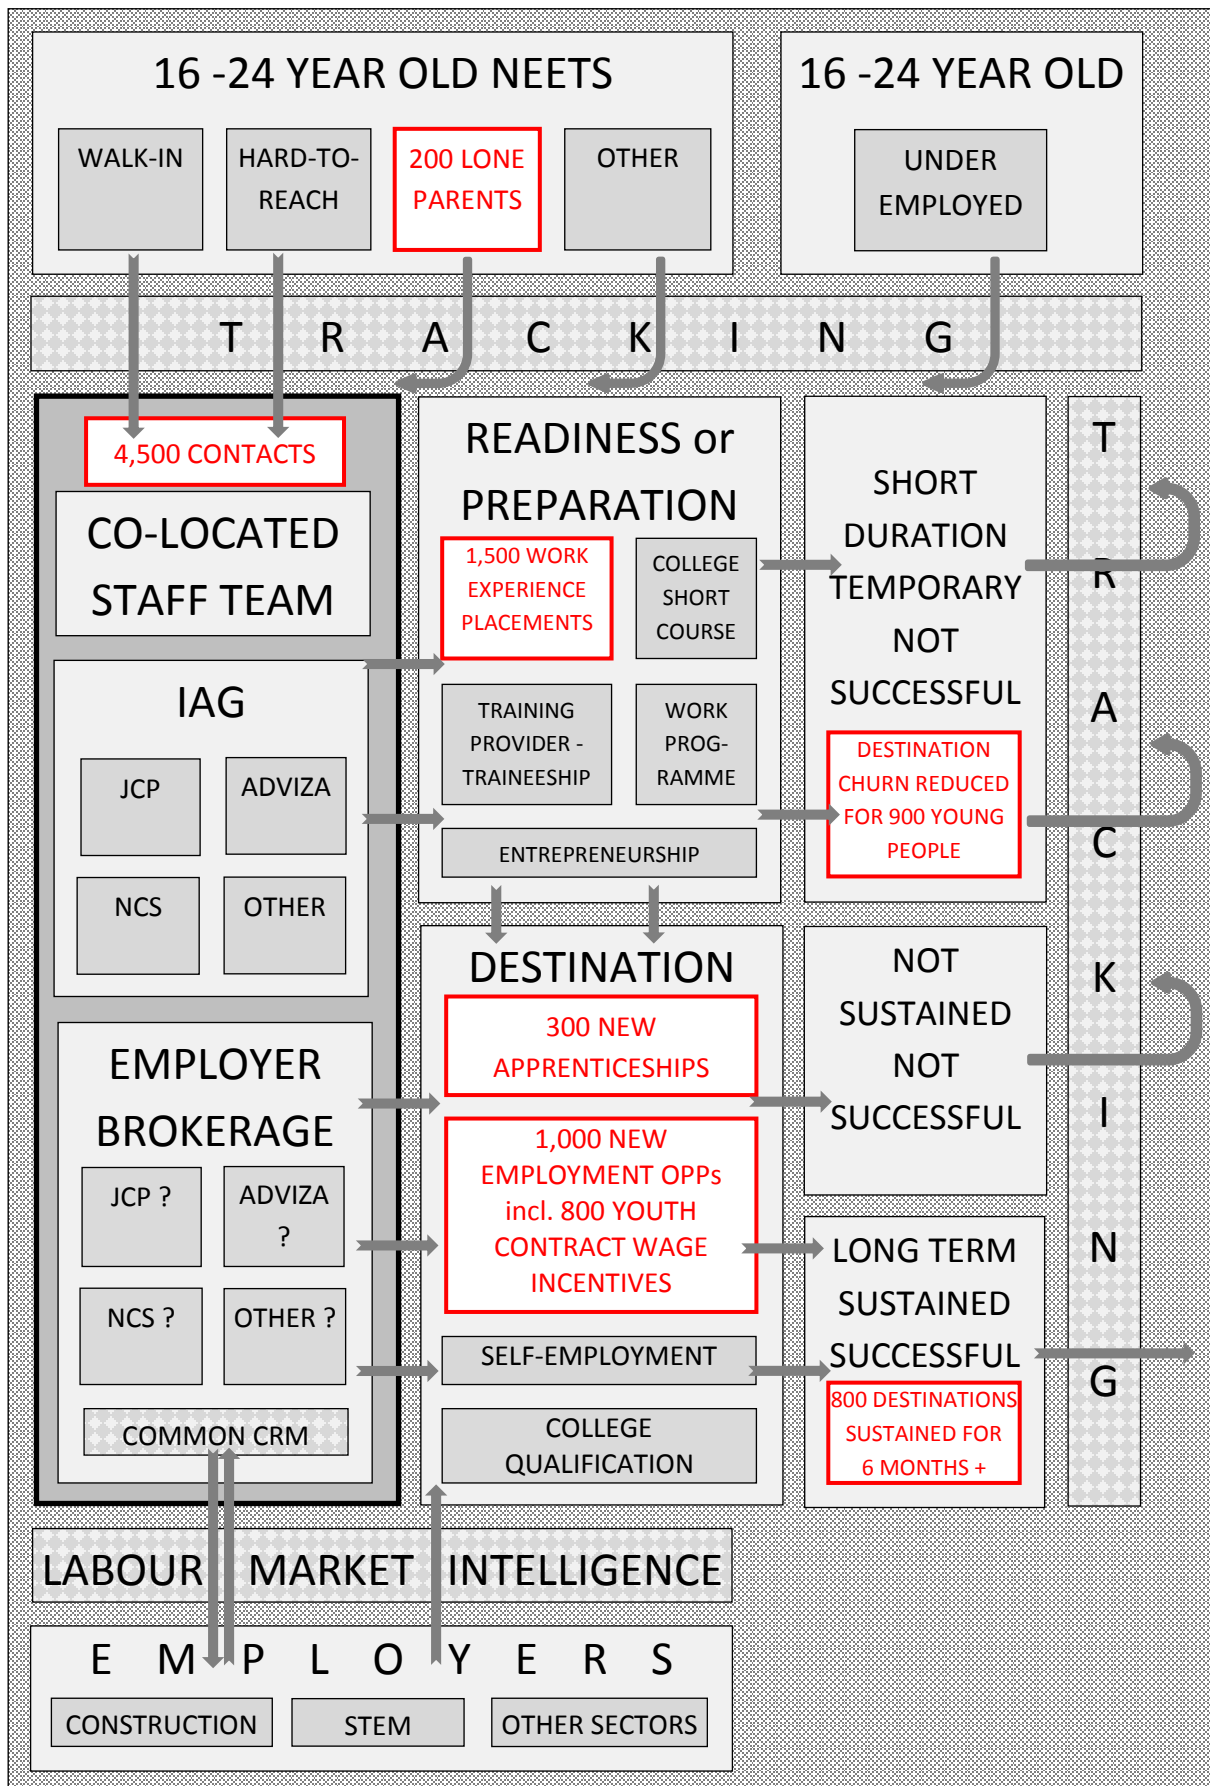 16 -24 YEAR OLD NEETS
WALK-IN
HARD-TO-
REACH
200 LONE
PARENTS
OTHER
16 -24 YEAR OLD
UNDER
EMPLOYED
T R A C K I N G
4,500 CONTACTS
CO-LOCATED
STAFF TEAM
IAG
JCP
ADVIZA
NCS
OTHER
EMPLOYER
BROKERAGE
JCP ?
ADVIZA
?
NCS ?
OTHER ?
COMMON CRM
READINESS or
PREPARATION
1,500 WORK
EXPERIENCE
PLACEMENTS
COLLEGE
SHORT
COURSE
TRAINING
PROVIDER -
TRAINEESHIP
WORK
PROG-
RAMME
ENTREPRENEURSHIP
DESTINATION
300 NEW
APPRENTICESHIPS
1,000 NEW
EMPLOYMENT OPPs
incl. 800 YOUTH
CONTRACT WAGE
INCENTIVES
SELF-EMPLOYMENT
COLLEGE
QUALIFICATION
SHORT
DURATION
TEMPORARY
NOT
SUCCESSFUL
DESTINATION
CHURN REDUCED
FOR 900 YOUNG
PEOPLE
NOT
SUSTAINED
NOT
SUCCESSFUL
LONG TERM
SUSTAINED
SUCCESSFUL
800 DESTINATIONS
SUSTAINED FOR
6 MONTHS +
T
R
A
C
K
I
N
G
LABOUR MARKET INTELLIGENCE
E M P L O Y E R S
CONSTRUCTION
STEM
OTHER SECTORS